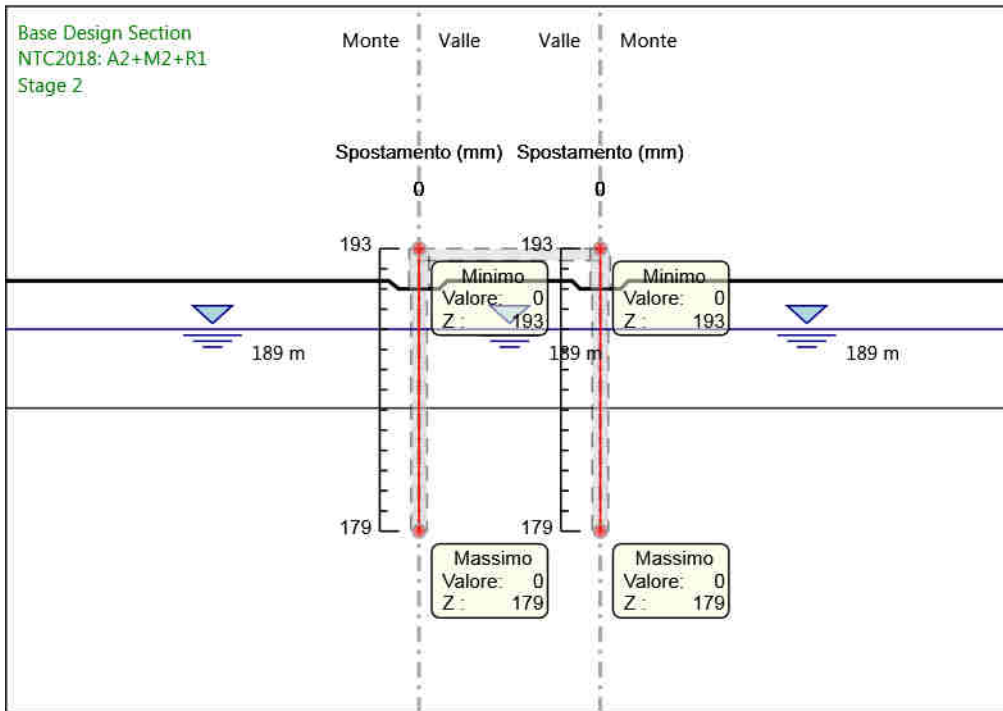 Base Design Section
NTC2018: A2+M2+R1
Stage 2
Monte Valle Valle Monte
Spostamento (mm) Spostamento (mm)
0 0
193 193
Minimo Minimo
Valore: 0 Valore: 0
Z : 193 Z : 193
189 m 189 m 189 m
179 179
Massimo Massimo
Valore: 0 Valore: 0
Z : 179 Z : 179